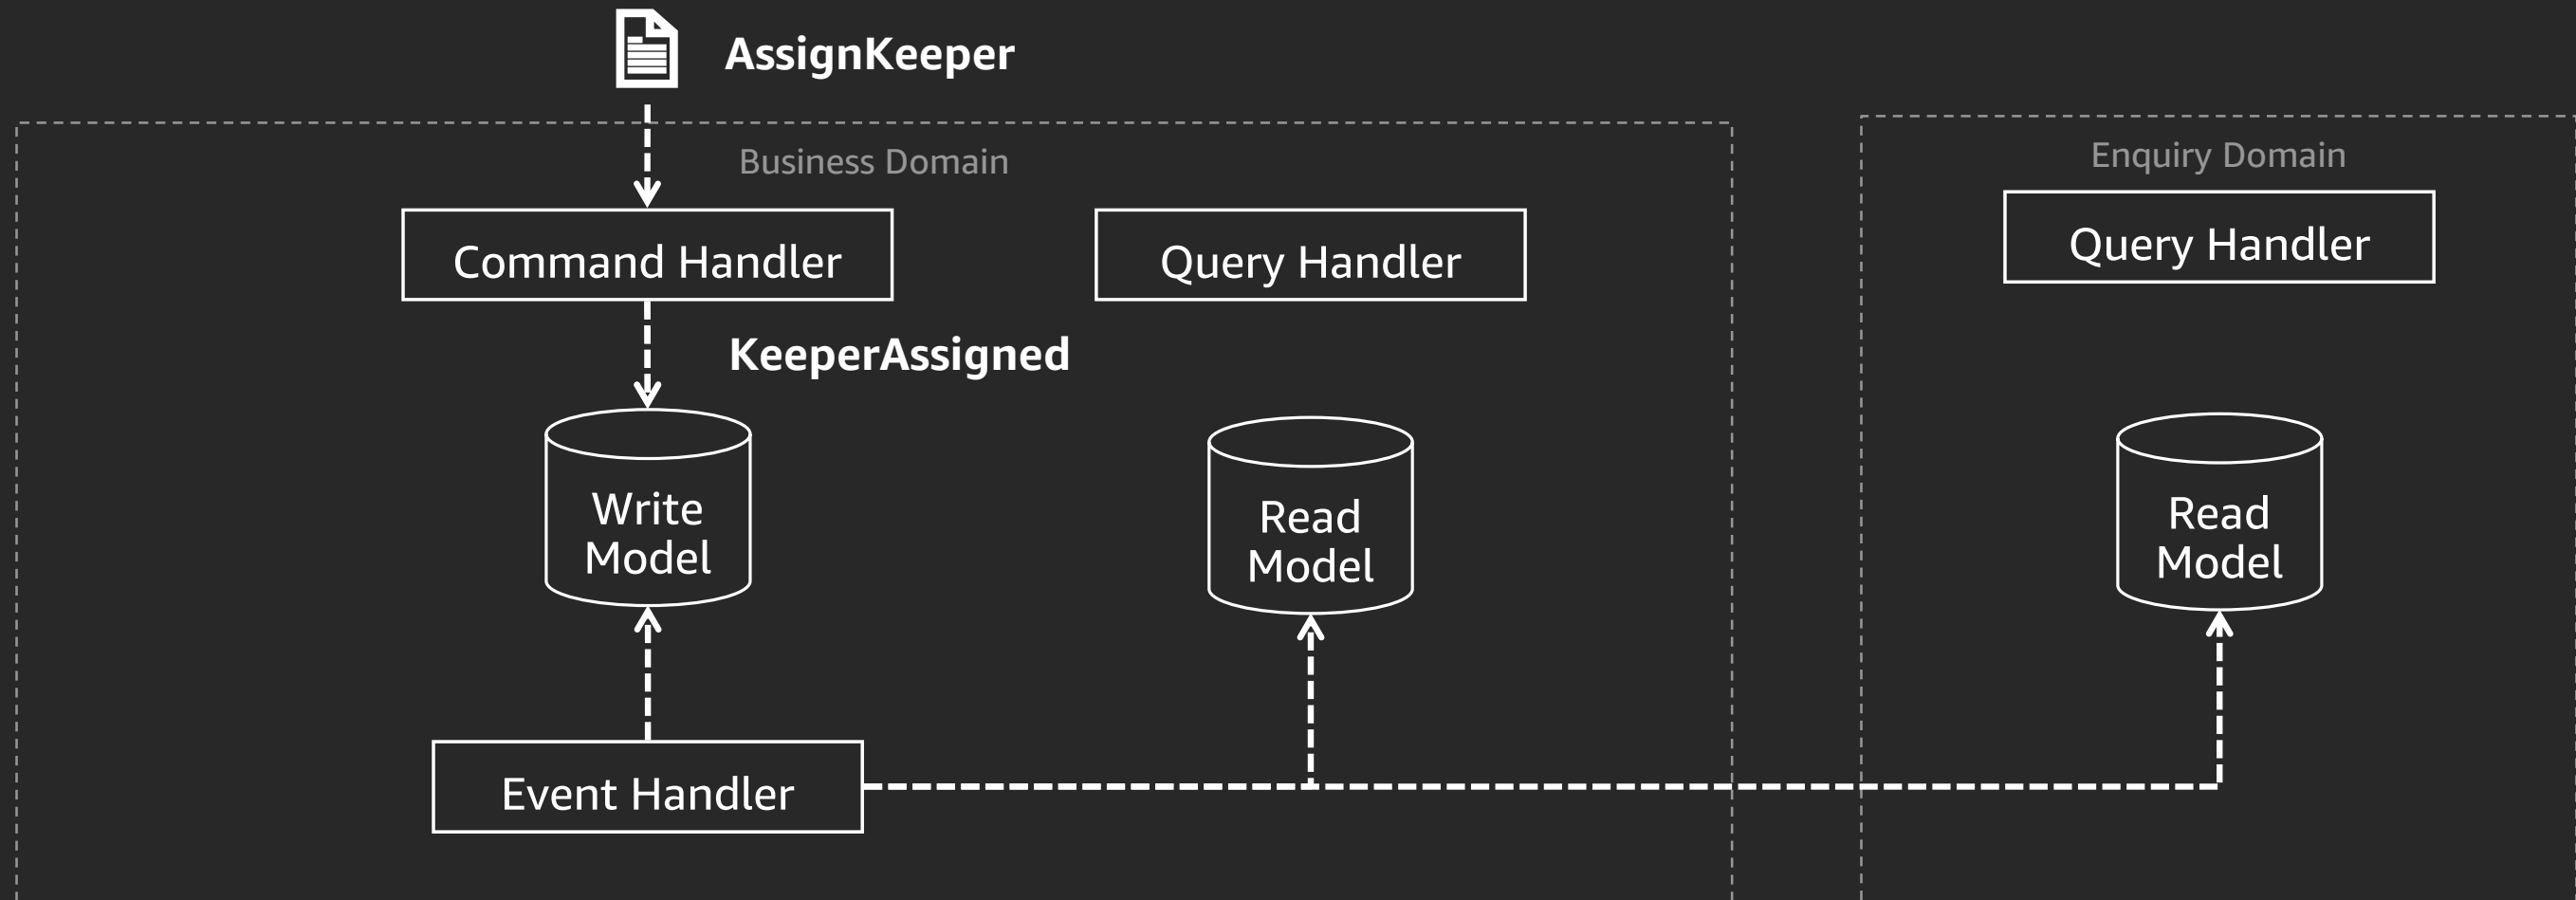 AssignKeeper
Business Domain
Enquiry Domain
Command Handler
Query Handler
Query Handler
KeeperAssigned
Write
Model
Read
Model
Read
Model
Event Handler